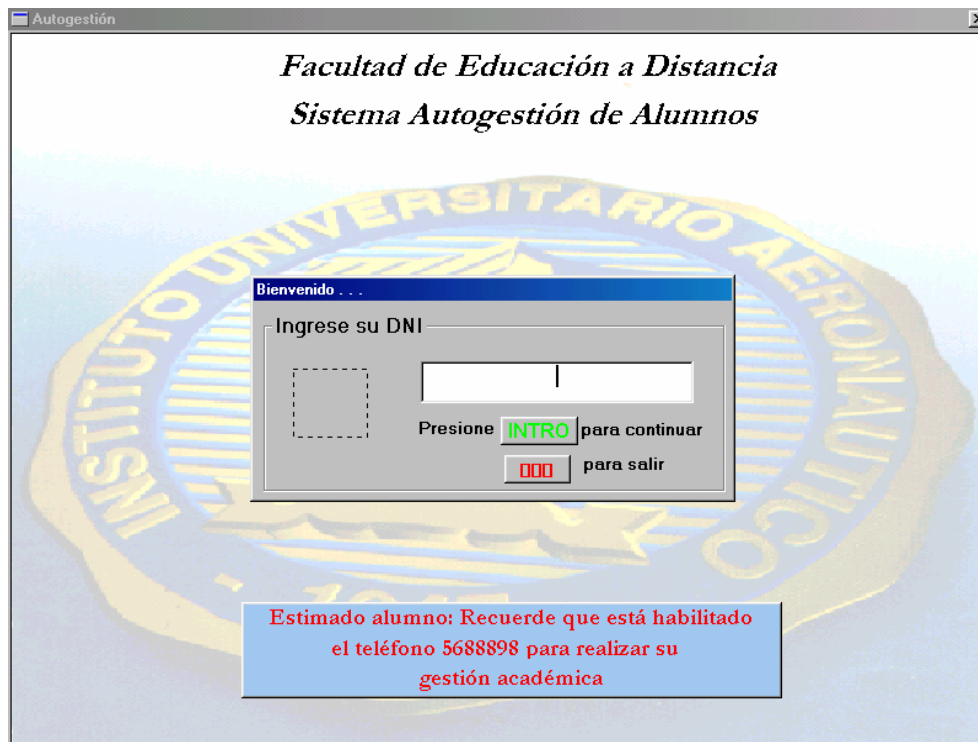 Autogestión
Facultad de Educación a Distancia
Sistema Autogestión de Alumnos
INSTITUTO UNIVERSITARIO AERONAUTICO
Bienvenido . . .
Ingrese su DNI
Presione INTRO para continuar
para salir
Estimado alumno: Recuerde que está habilitado
el teléfono 5688898 para realizar su
gestión académica